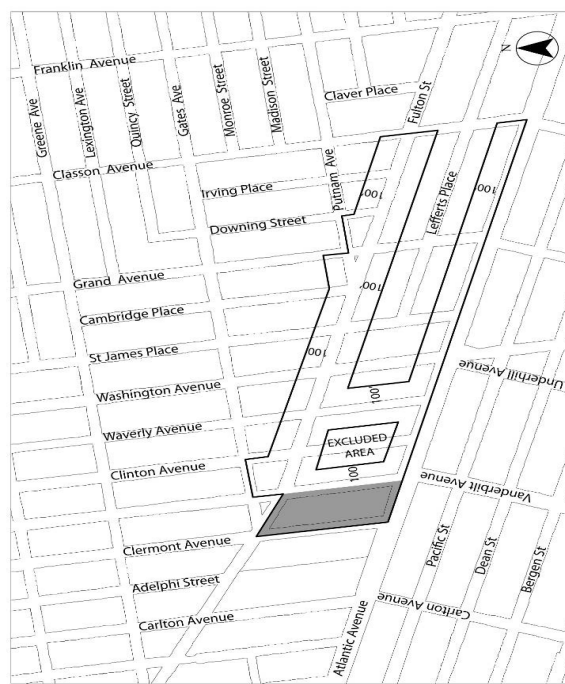 N
Franklin Avenue
Greene Ave
Lexington Ave
Quincy Street
Gates Ave
Monroe Street
Madison Street
Claver Place
Fulton St
Classon Avenue
Putnam Ave
Irving Place
Downing Street
100'
Lefferts Place
100'
Grand Avenue
100'
Cambridge Place
100'
St James Place
Underhill Avenue
Washington Avenue
100'
Waverly Avenue
EXCLUDED
AREA
Clinton Avenue
100'
Vanderbilt Avenue
Clermont Avenue
Pacific St
Dean St
Bergen St
Adelphi Street
Carlton Avenue
Carlton Avenue
Atlantic Avenue